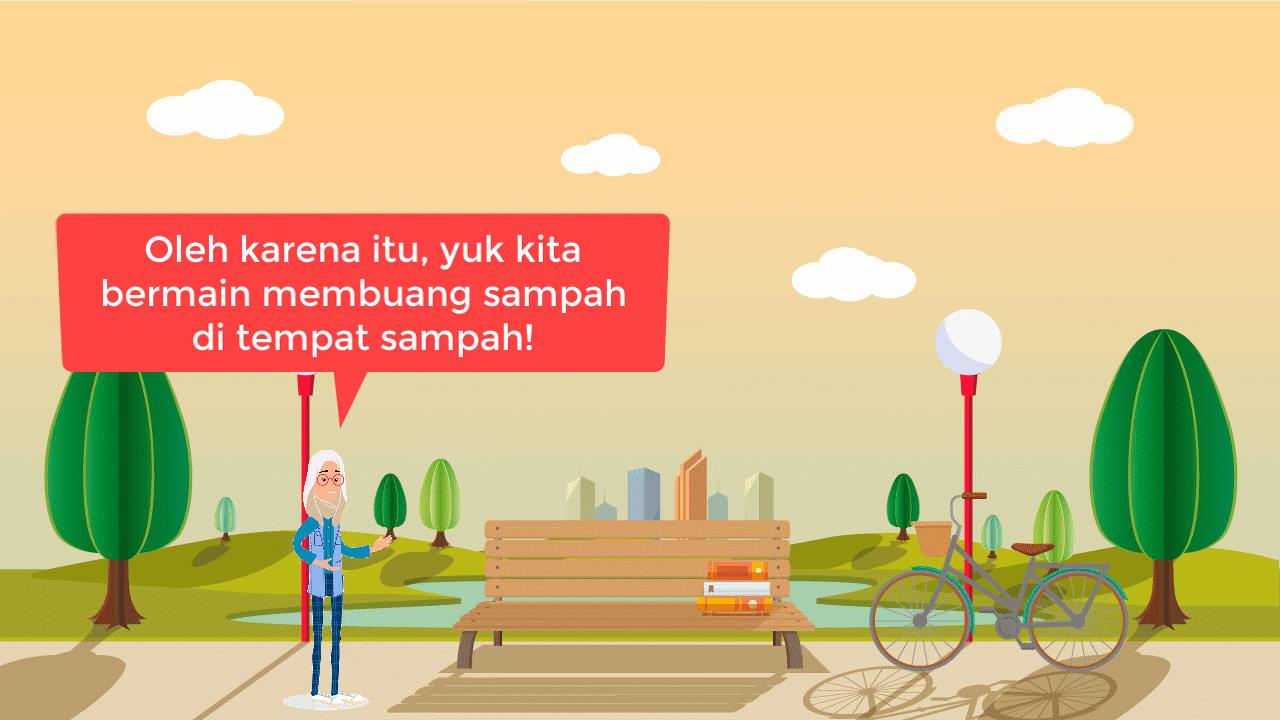 Oleh karena itu, yuk kita
bermain membuang sampah
di tempat sampah!